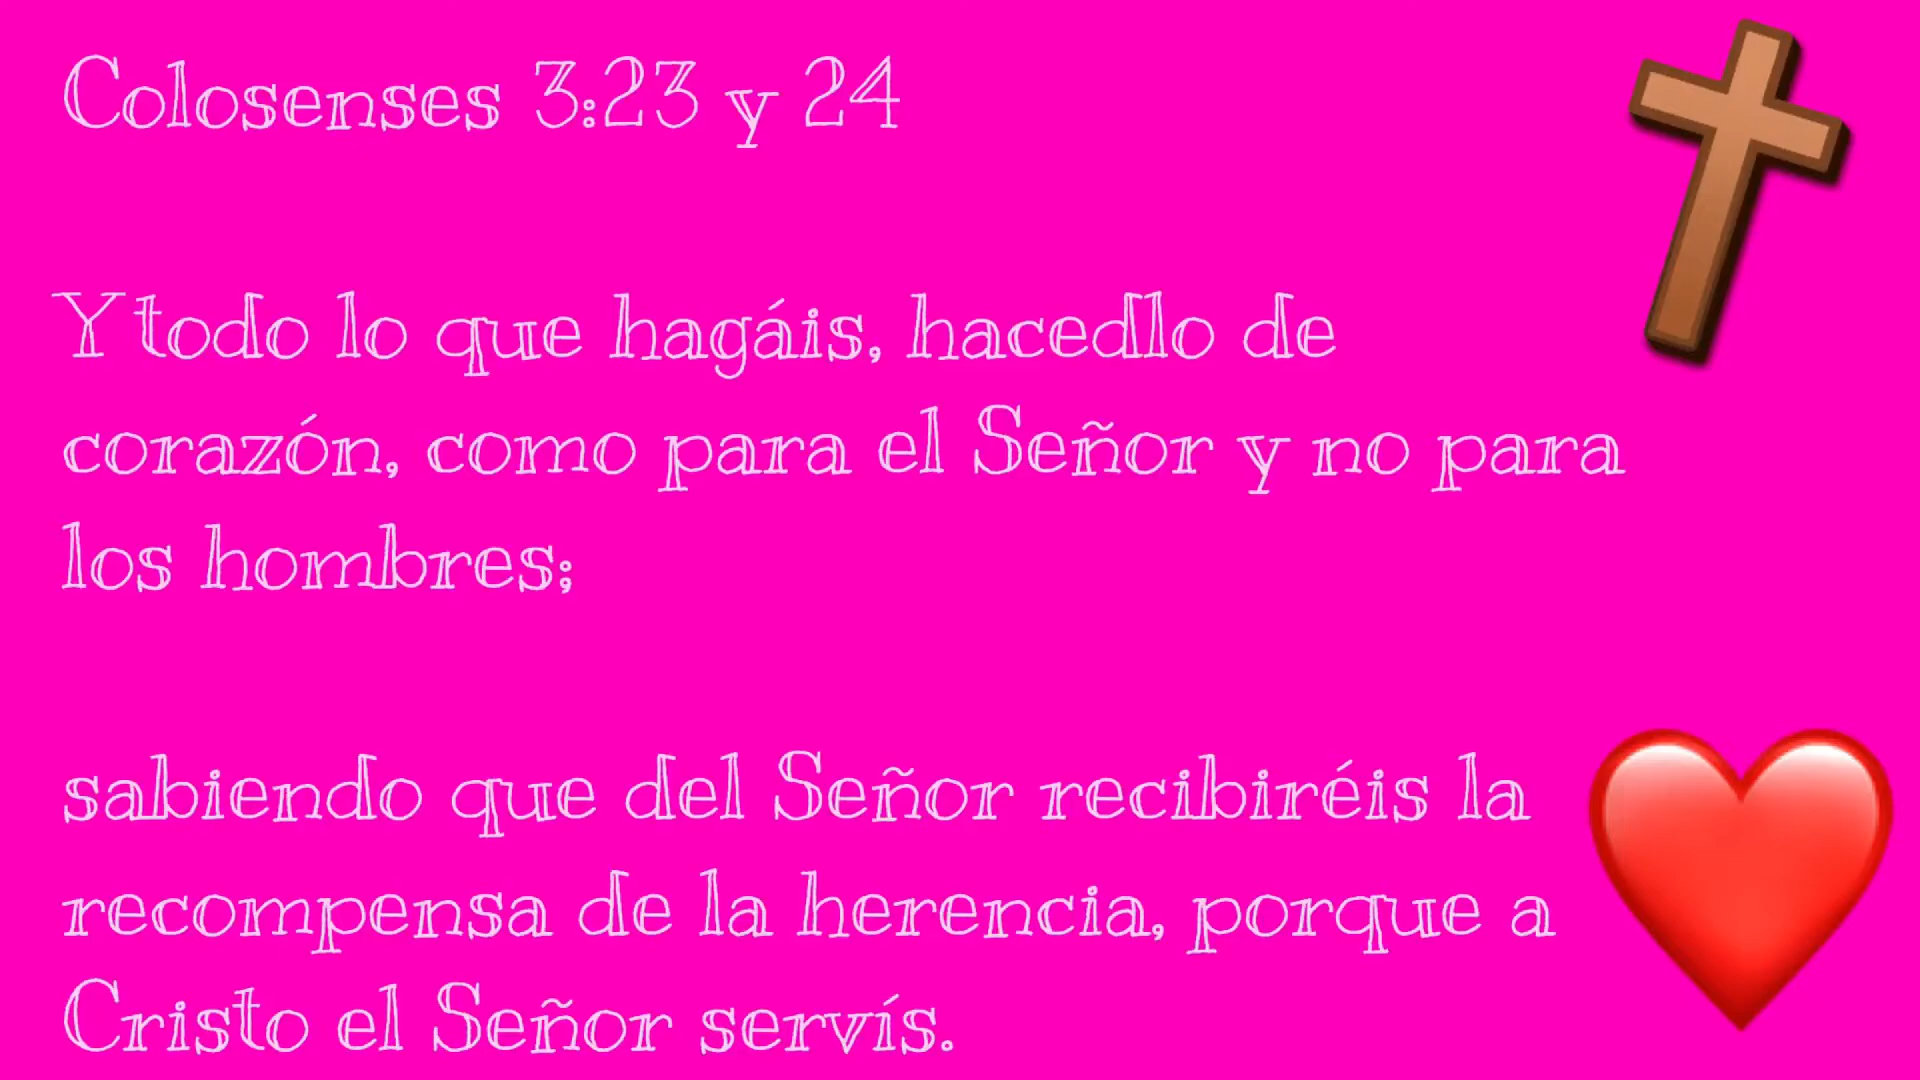 Colosenses 3:23 y 24
Y todo lo que hagáis, hacedlo de
corazón, como para el Señor y no para
los hombres;
sabiendo que del Señor recibiréis la
recompensa de la herencia, porque a
Cristo el Señor servís.